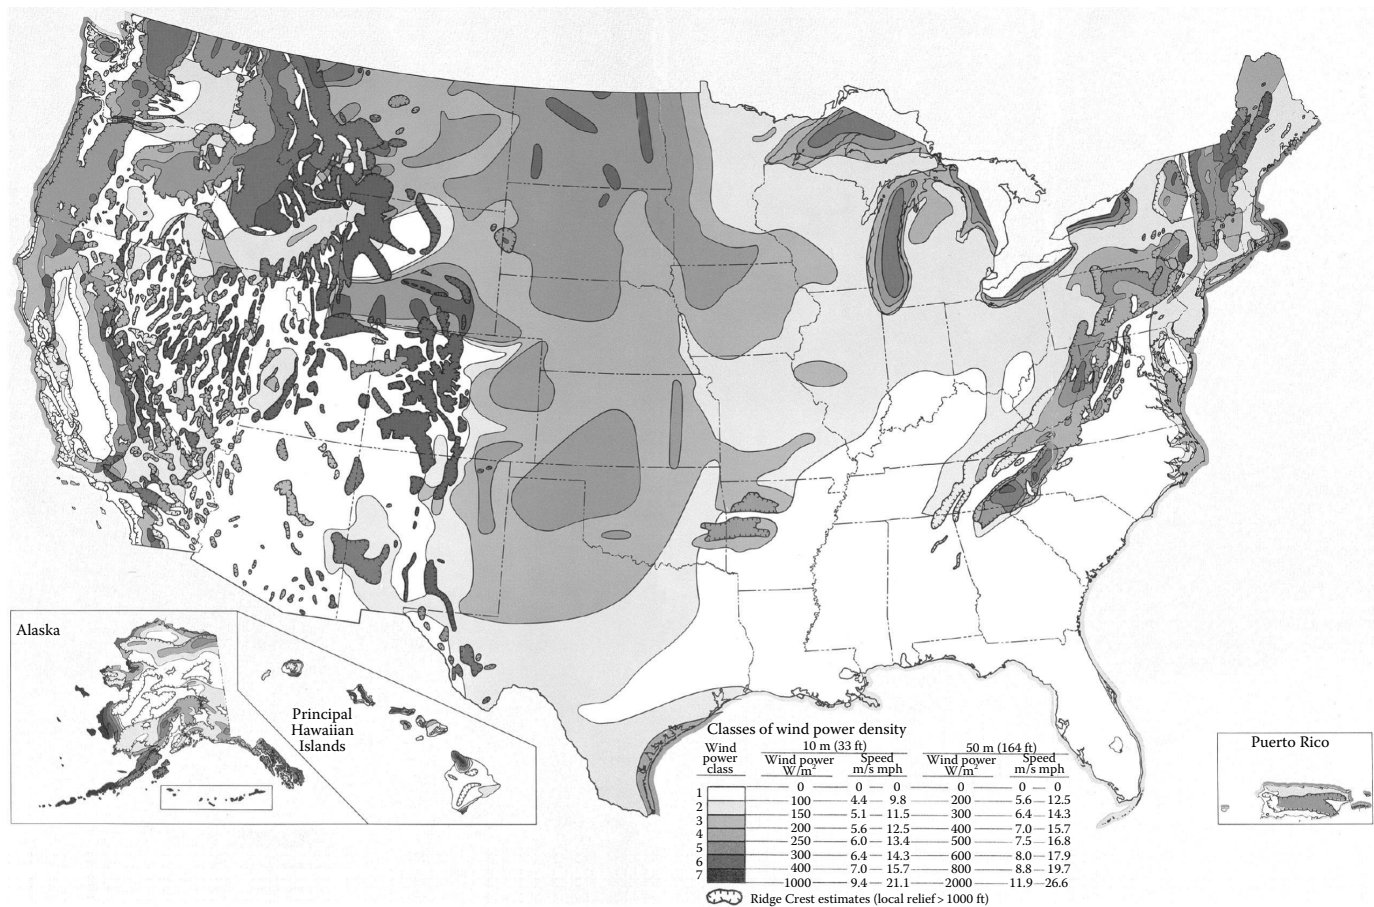 Alaska
Principal
Hawaiian
Islands
Puerto Rico
Classes of wind power density
Wind power class 10 m (33 ft) 50 m (164 ft)
Wind power W/m² Speed m/s mph Wind power W/m² Speed m/s mph
0 0 0 0 0 0
1
100 4.4 9.8 200 5.6 12.5
2
150 5.1 11.5 300 6.4 14.3
3
200 5.6 12.5 400 7.0 15.7
4
250 6.0 13.4 500 7.5 16.8
5
300 6.4 14.3 600 8.0 17.9
6
400 7.0 15.7 800 8.8 19.7
7
1000 9.4 21.1 2000 11.9 26.6
Ridge Crest estimates (local relief > 1000 ft)